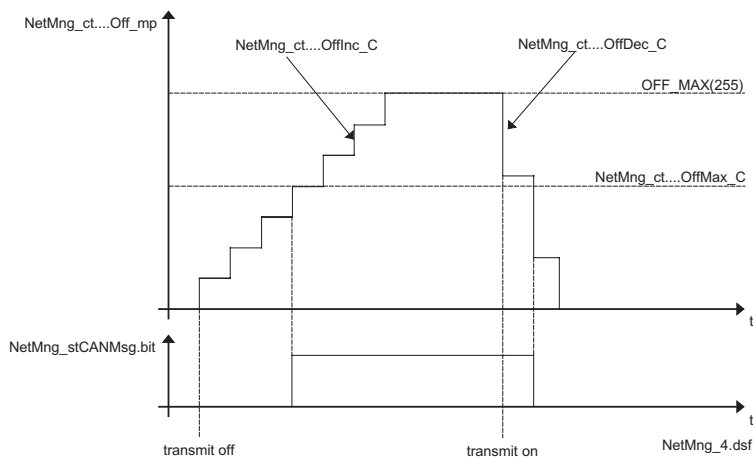 NetMng_ct....Off_mp
NetMng_ct....OffInc_C
NetMng_ct....OffDec_C
OFF_MAX(255)
NetMng_ct....OffMax_C
t
NetMng_stCANMsg.bit
t
transmit off
transmit on
NetMng_4.dsf